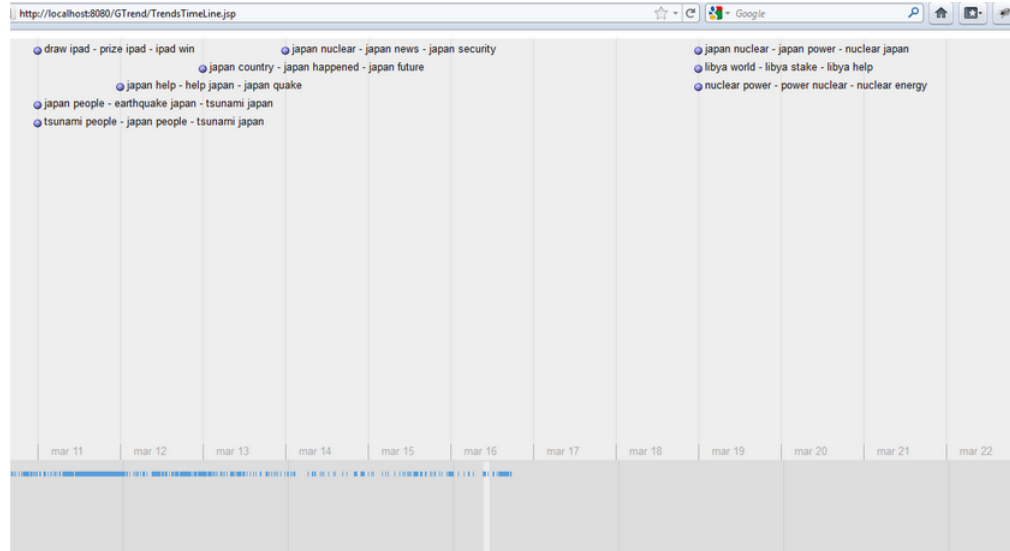 http://localhost:8080/GTrend/TrendsTimeLine.jsp Google
draw ipad - prize ipad - ipad win japan nuclear - japan news - japan security japan nuclear - japan power - nuclear japan
japan country - japan happened - japan future libya world - libya stake - libya help
japan help - help japan - japan quake nuclear power - power nuclear - nuclear energy
japan people - earthquake japan - tsunami japan
tsunami people - japan people - tsunami japan
mar 11 mar 12 mar 13 mar 14 mar 15 mar 16 mar 17 mar 18 mar 19 mar 20 mar 21 mar 22